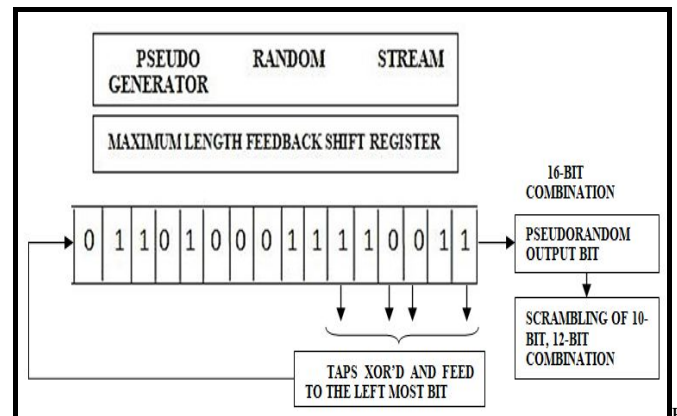 PSEUDO RANDOM STREAM
GENERATOR
MAXIMUM LENGTH FEEDBACK SHIFT REGISTER
16-BIT
COMBINATION
0 1 1 0 1 0 0 0 1 1 1 1 0 0 1 1
PSEUDORANDOM
OUTPUT BIT
SCRAMBLING OF 10-
BIT, 12-BIT
COMBINATION
TAPS XOR'D AND FEED
TO THE LEFT MOST BIT